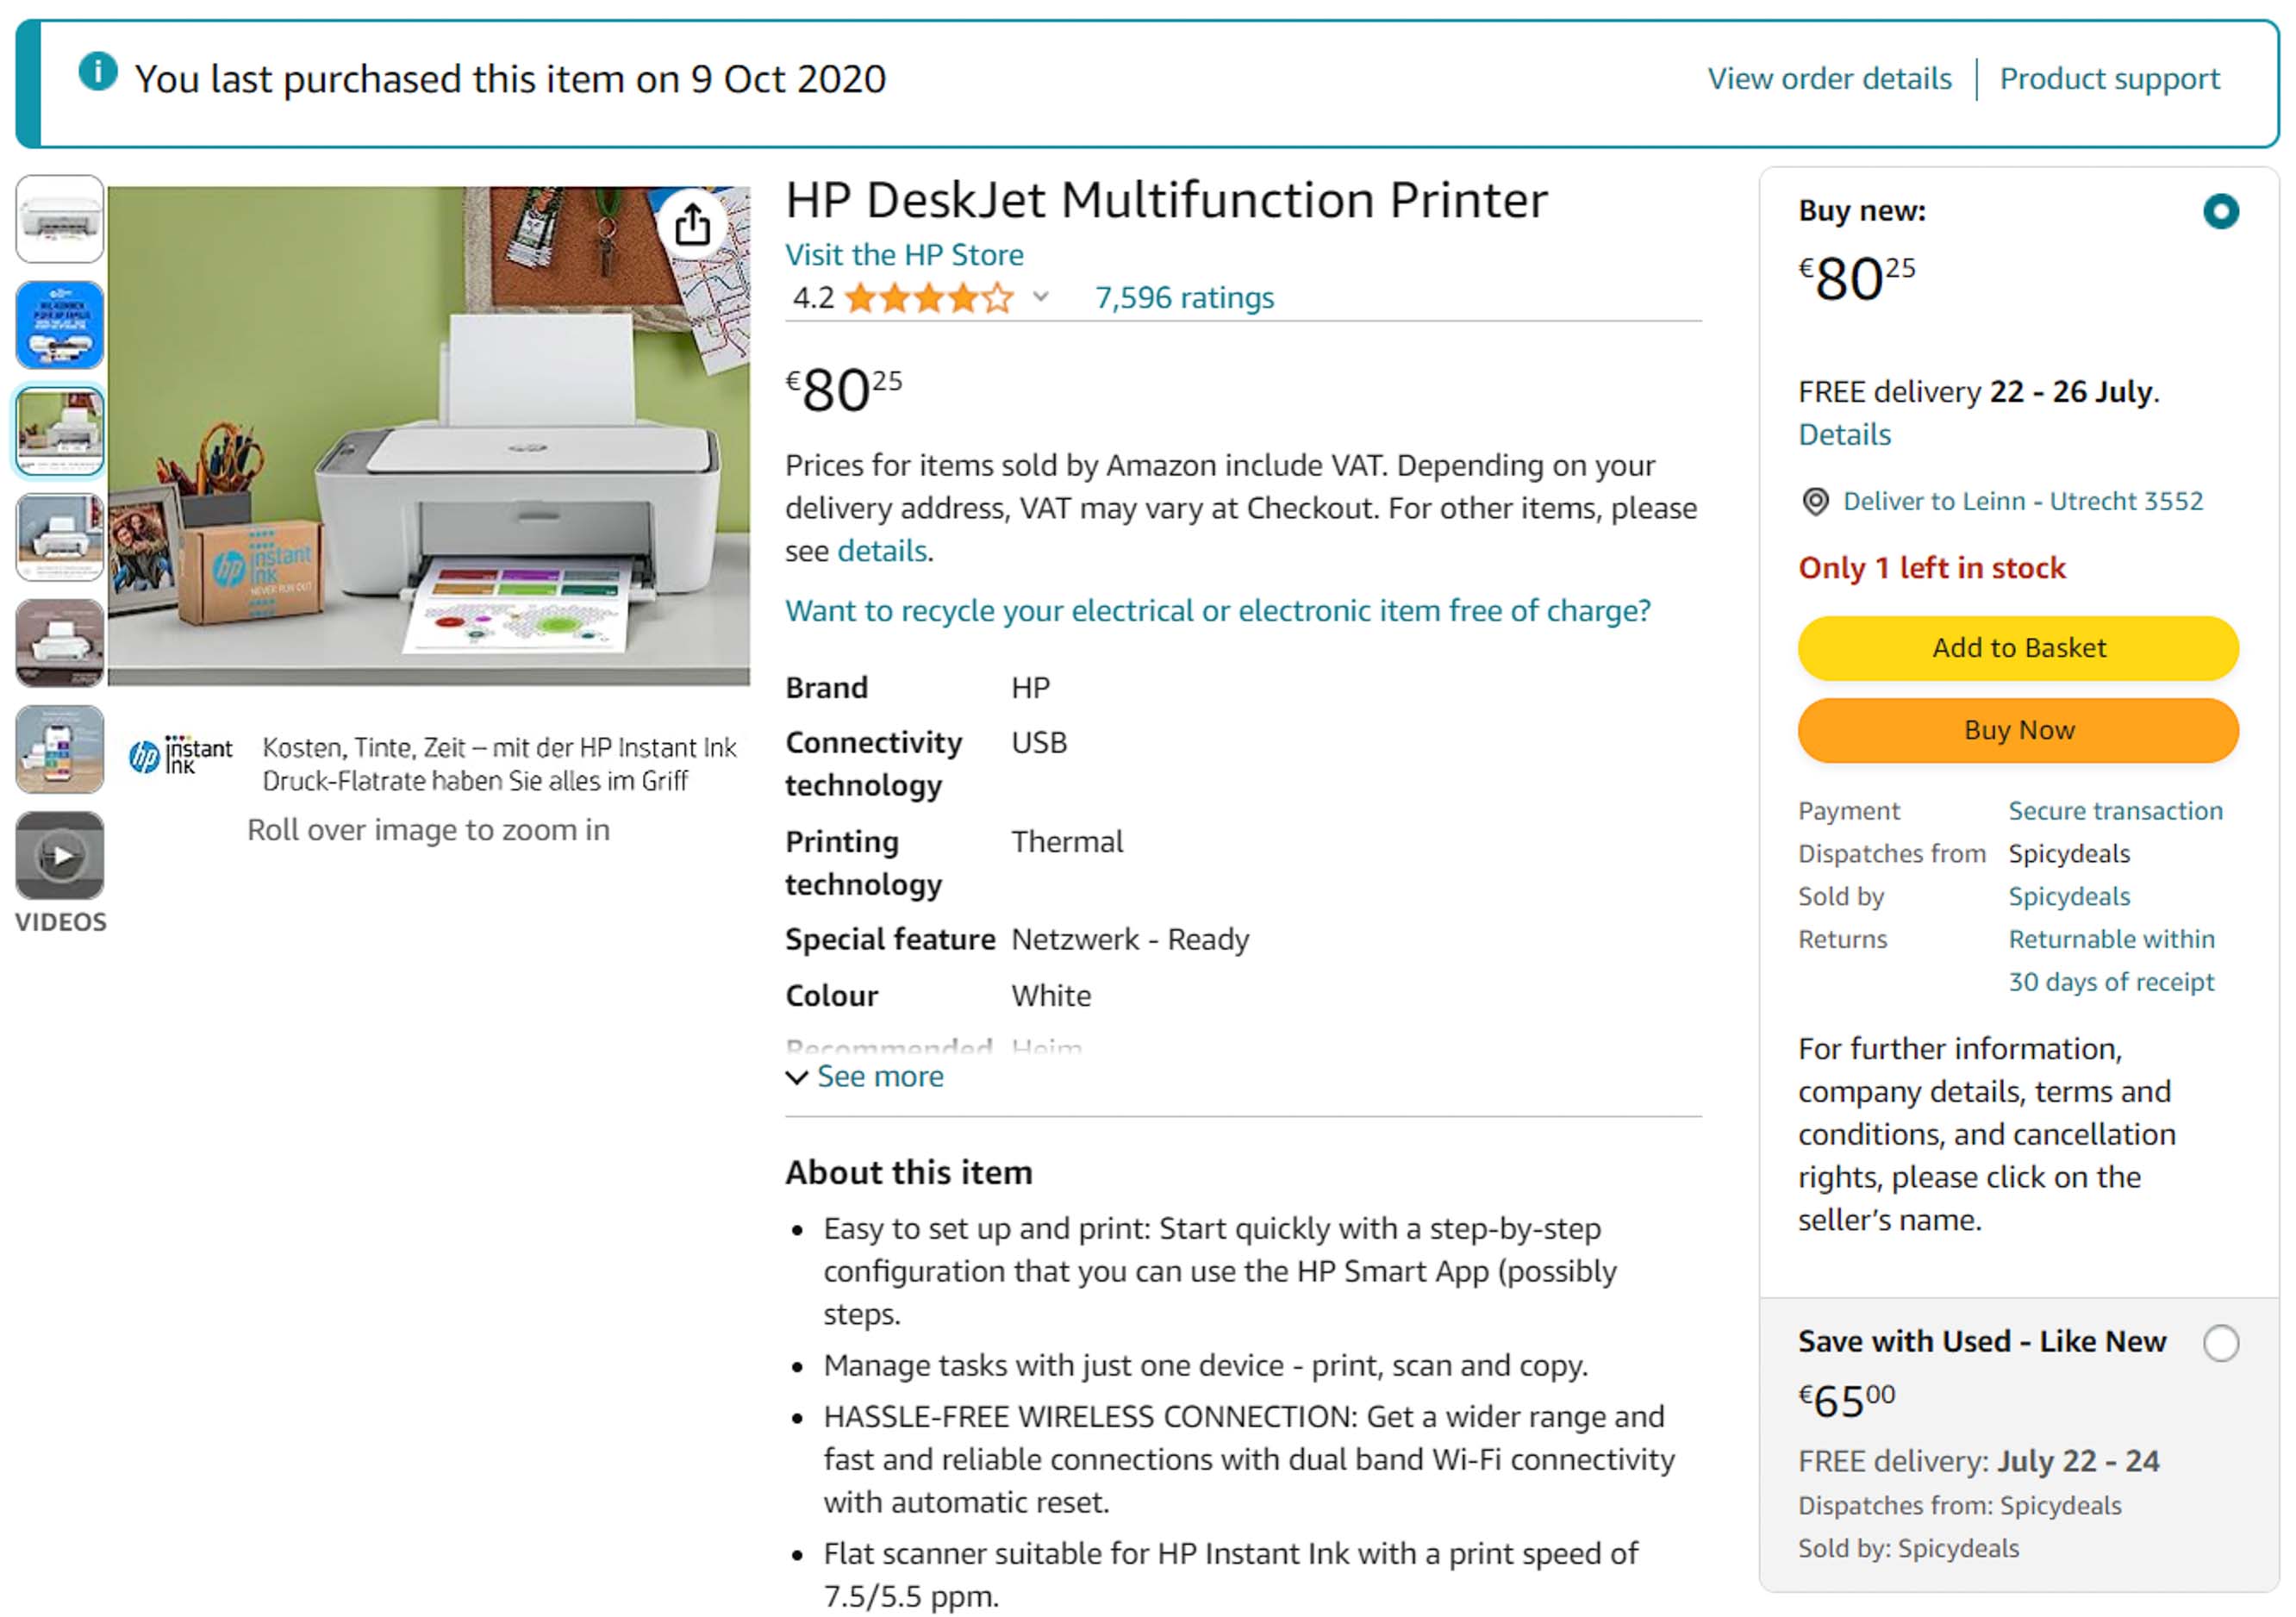 You last purchased this item on 9 Oct 2020
View order details
Product support
VIDEOS
hp instant ink
NEVER RUN OUT
hp instant ink
Kosten, Tinte, Zeit – mit der HP Instant Ink
Druck-Flatrate haben Sie alles im Griff
Roll over image to zoom in
HP DeskJet Multifunction Printer
Visit the HP Store
4.2
7,596 ratings
€80 25
Prices for items sold by Amazon include VAT. Depending on your
delivery address, VAT may vary at Checkout. For other items, please
see details.
Want to recycle your electrical or electronic item free of charge?
Brand HP
Connectivity USB
technology
Printing Thermal
technology
Special feature Netzwerk - Ready
Colour White
Recommended Heim
See more
About this item
• Easy to set up and print: Start quickly with a step-by-step
configuration that you can use the HP Smart App (possibly
steps.
• Manage tasks with just one device - print, scan and copy.
• HASSLE-FREE WIRELESS CONNECTION: Get a wider range and
fast and reliable connections with dual band Wi-Fi connectivity
with automatic reset.
• Flat scanner suitable for HP Instant Ink with a print speed of
7.5/5.5 ppm.
Buy new:
€80 25
FREE delivery 22 - 26 July.
Details
Deliver to Leinn - Utrecht 3552
Only 1 left in stock
Add to Basket
Buy Now
Payment Secure transaction
Dispatches from Spicydeals
Sold by Spicydeals
Returns Returnable within
30 days of receipt
For further information,
company details, terms and
conditions, and cancellation
rights, please click on the
seller’s name.
Save with Used - Like New
€65 00
FREE delivery: July 22 - 24
Dispatches from: Spicydeals
Sold by: Spicydeals